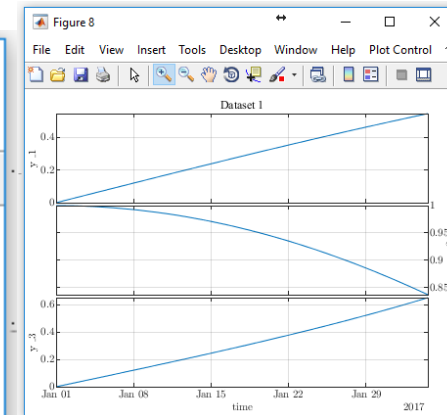 Figure 8
File Edit View Insert Tools Desktop Window Help Plot Control
Dataset 1
0.4
0.2
0
y .1
1
0.95
0.9
0.85
0.6
0.4
0.2
0
y .3
Jan 01 Jan 08 Jan 15 Jan 22 Jan 29
time 2017